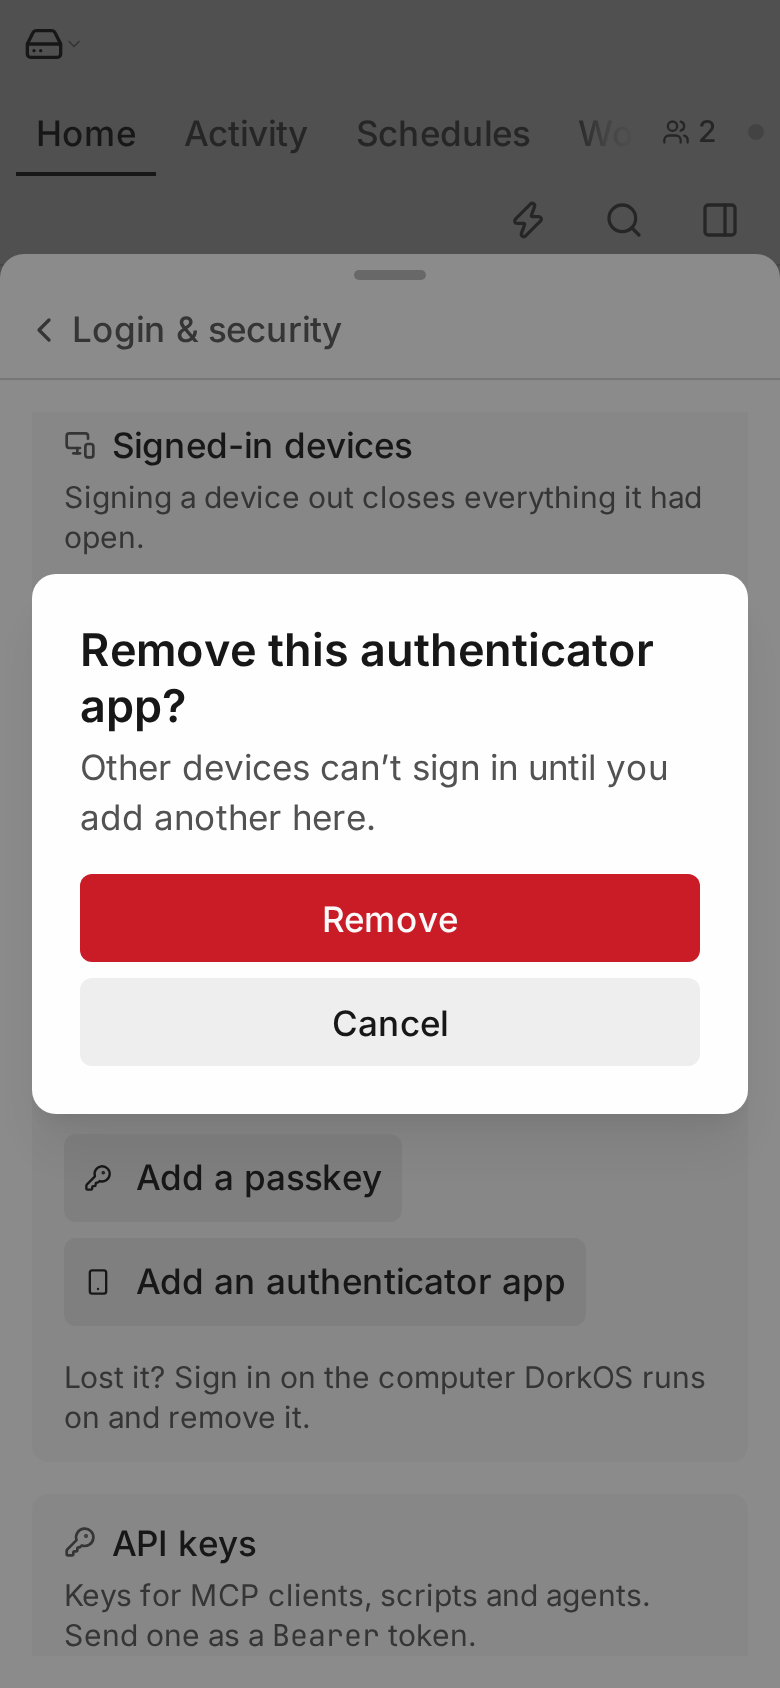 Home Activity Schedules Wo 2
Login & security
Signed-in devices
Signing a device out closes everything it had
open.
Remove this authenticator
app?
Other devices can’t sign in until you
add another here.
Remove
Cancel
Add a passkey
Add an authenticator app
Lost it? Sign in on the computer DorkOS runs
on and remove it.
API keys
Keys for MCP clients, scripts and agents.
Send one as a Bearer token.